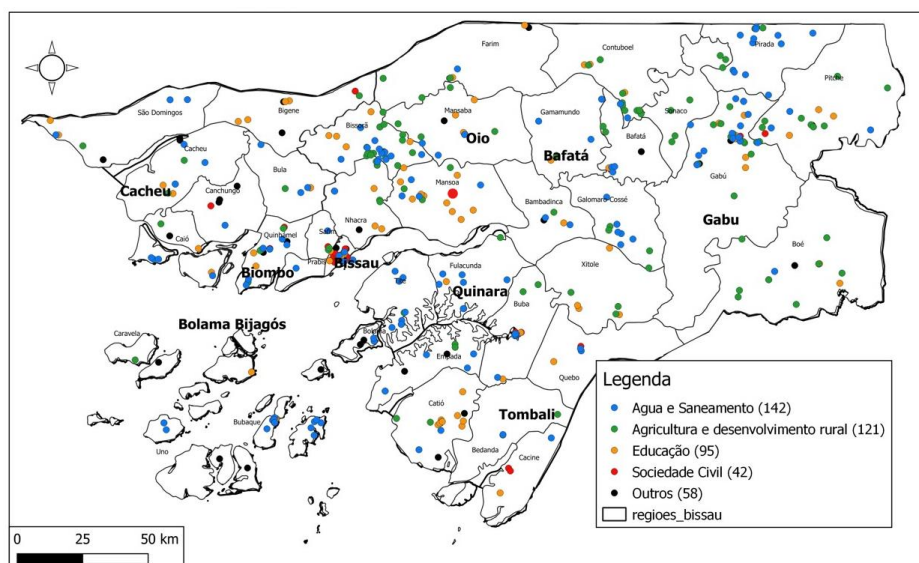 Farim
Contuboel
Pirada
Pitche
São Domingos
Bigene
Mansaba
Gamamundo
Sonaco
Bissorã
Oio
Bafatá
Cacheu
Bafatá
Bula
Gabú
Cacheu
Canchungo
Mansoa
Bambadinca
Galomaro-Cossé
Gabu
Caió
Quinhamel
Safim
Nhacra
Boé
Prabis
Bissau
Biombo
Xitole
Tite
Fulacunda
Quinara
Buba
Bolama Bijagós
Caravela
Bolama
Empada
Quebo
Catió
Tombali
Bubaque
Uno
Bedanda
Cacine
Legenda
Agua e Saneamento (142)
Agricultura e desenvolvimento rural (121)
Educação (95)
Sociedade Civil (42)
Outros (58)
regioes_bissau
0 25 50 km